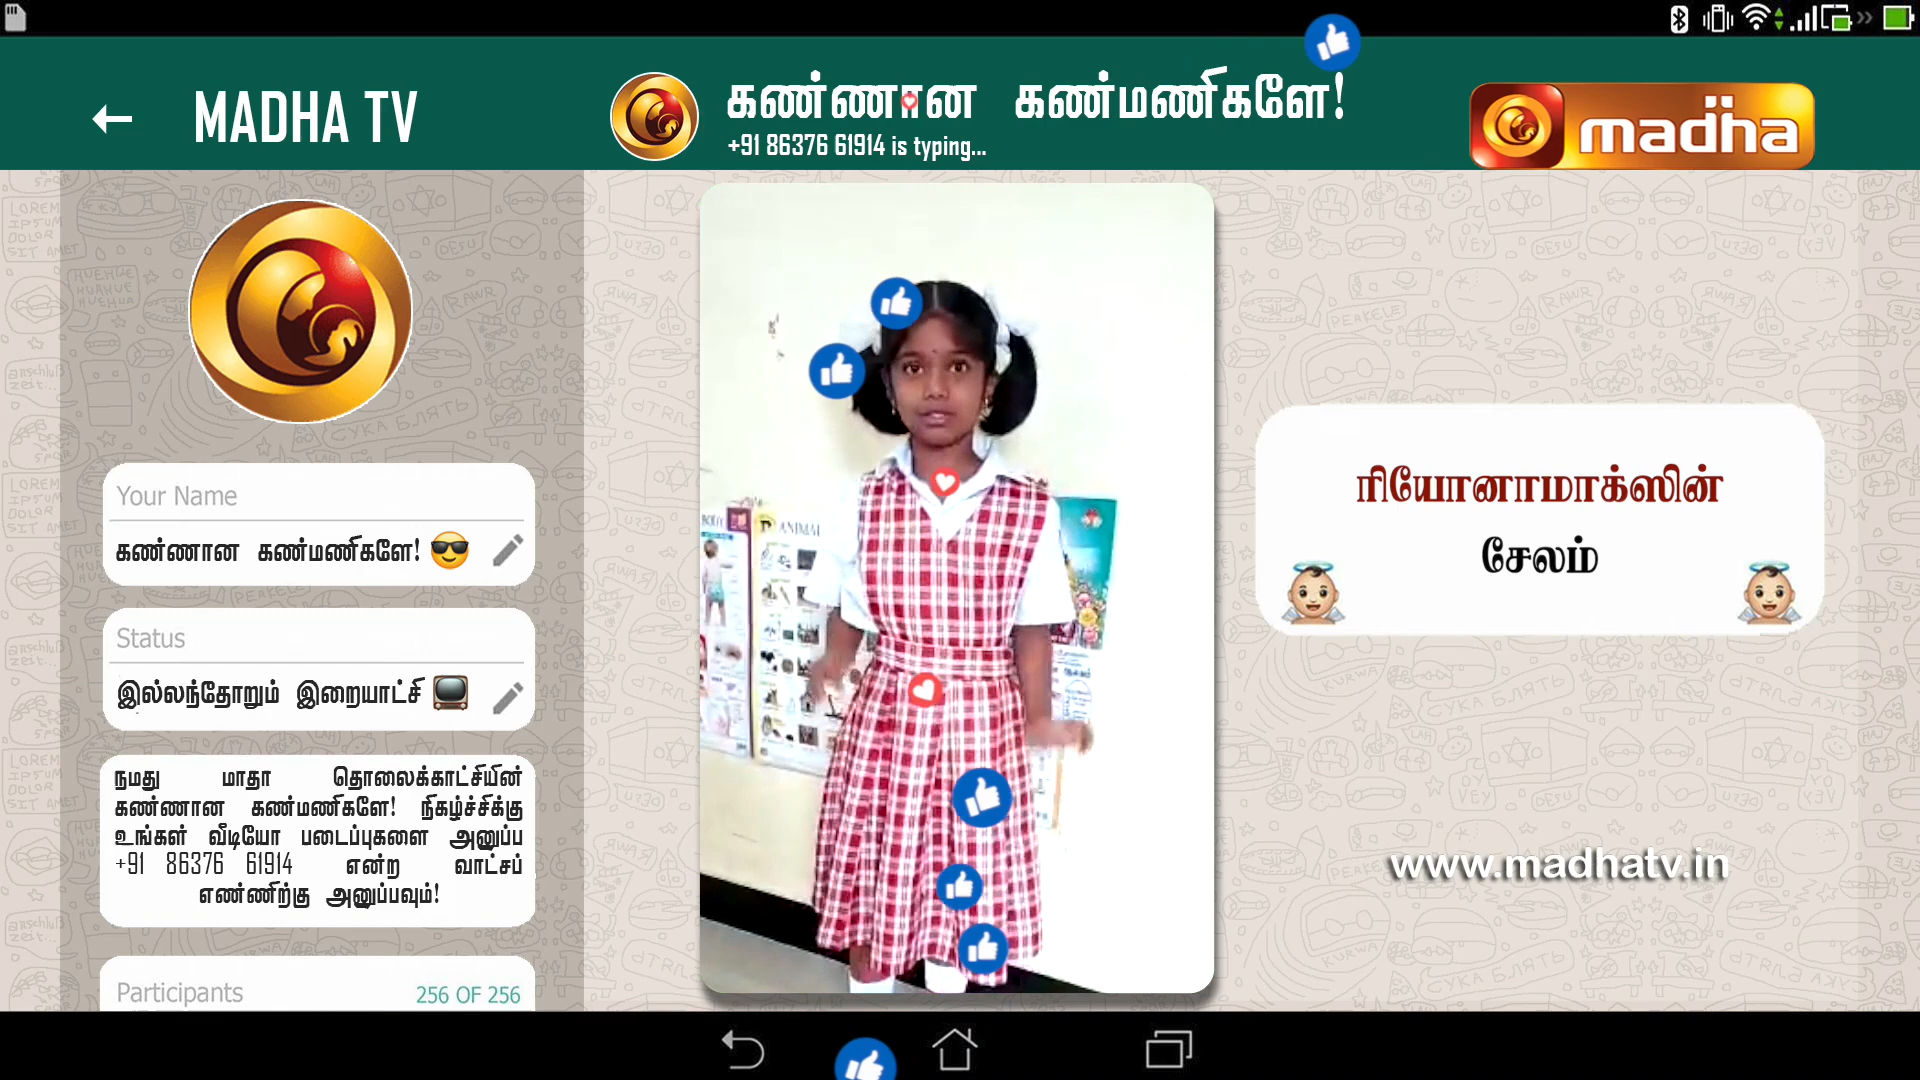 MADHA TV
கண்ணான கண்மணிகளே!
+91 86376 61914 is typing...
madha
Your Name
கண்ணான கண்மணிகளே! 😎
Status
இல்லந்தோறும் இறையாட்சி 📺
நமது மாதா தொலைக்காட்சியின்
கண்ணான கண்மணிகளே! நிகழ்ச்சிக்கு
உங்கள் வீடியோ படைப்புகளை அனுப்ப
+91 86376 61914 என்ற வாட்சப்
எண்ணிற்கு அனுப்பவும்!
Participants 256 OF 256
BODY
ANIMAL
ரியோனாமாக்ஸின்
சேலம்
www.madhatv.in